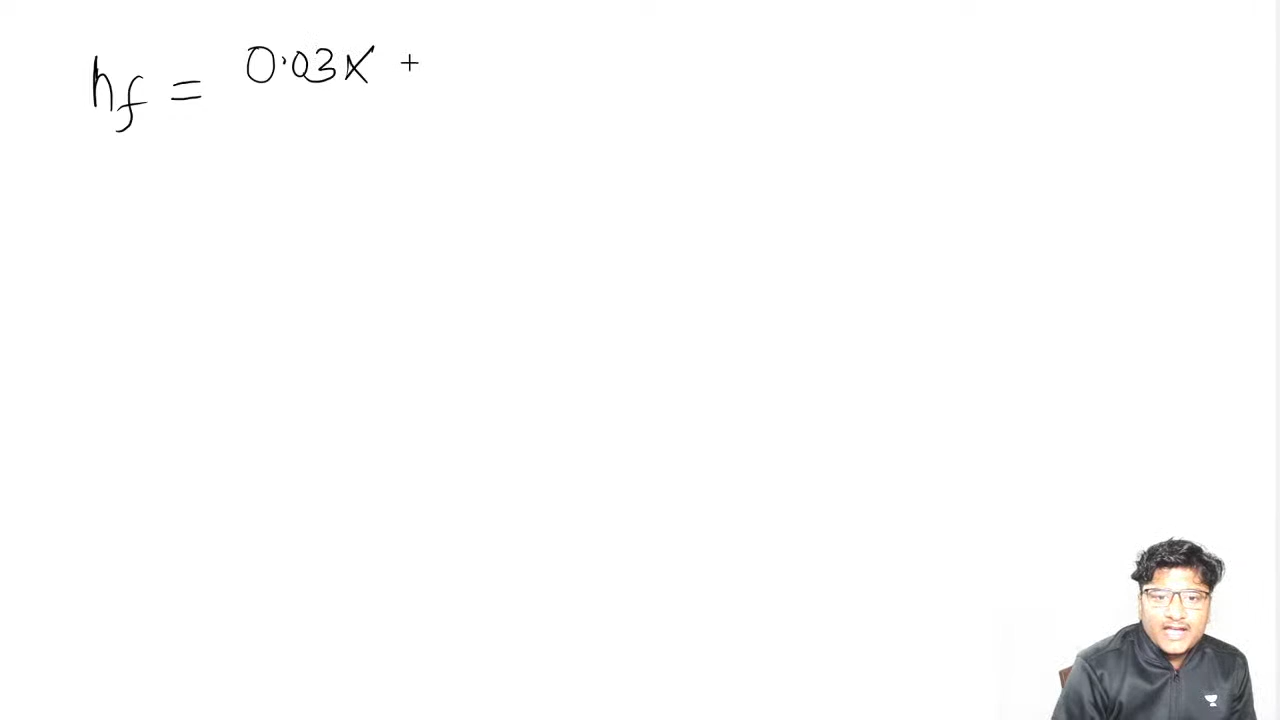 hf = 0.03x +